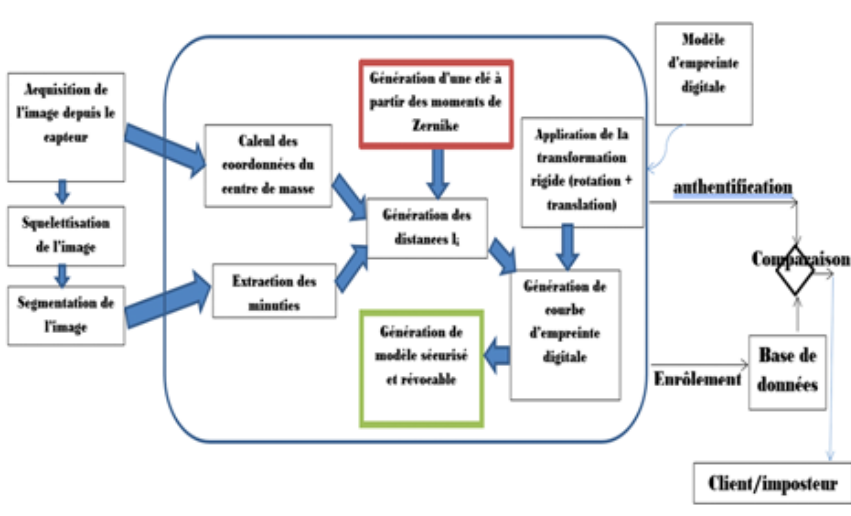 Acquisition de
l'image depuis le
capteur
Squelettisation
de l'image
Segmentation de
l'image
Calcul des
coordonnées du
centre de masse
Extraction des
minuties
Génération d'une clé à
partir des moments de
Zernike
Génération des
distances lᵢ
Génération de
modèle sécurisé
et révocable
Application de la
transformation
rigide (rotation +
translation)
Génération de
courbe
d'empreinte
digitale
Modèle
d'empreinte
digitale
authentification
Comparaison
Enrôlement
Base de
données
Client/imposteur